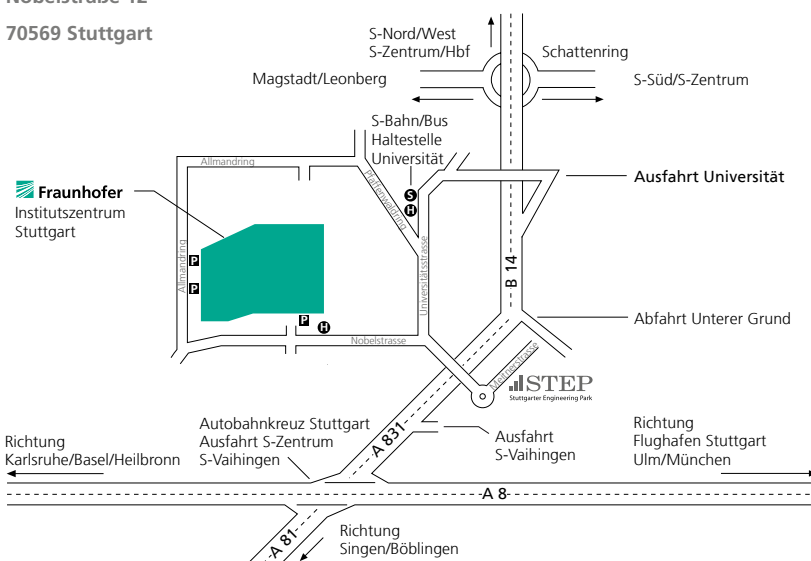 Nobelstraße 12
70569 Stuttgart
S-Nord/West
S-Zentrum/Hbf
Schattenring
Magstadt/Leonberg
S-Süd/S-Zentrum
S-Bahn/Bus
Haltestelle
Universität
Allmandring
Pfaffenwaldring
S
H
Ausfahrt Universität
Fraunhofer
Institutszentrum
Stuttgart
Allmandring
P
P
Universitätsstrasse
B 14
P
H
Abfahrt Unterer Grund
Nobelstrasse
Meitnerstrasse
STEP
Stuttgarter Engineering Park
Autobahnkreuz Stuttgart
Ausfahrt S-Zentrum
S-Vaihingen
A 831
Ausfahrt
S-Vaihingen
Richtung
Karlsruhe/Basel/Heilbronn
Richtung
Flughafen Stuttgart
Ulm/München
A 8
A 81
Richtung
Singen/Böblingen